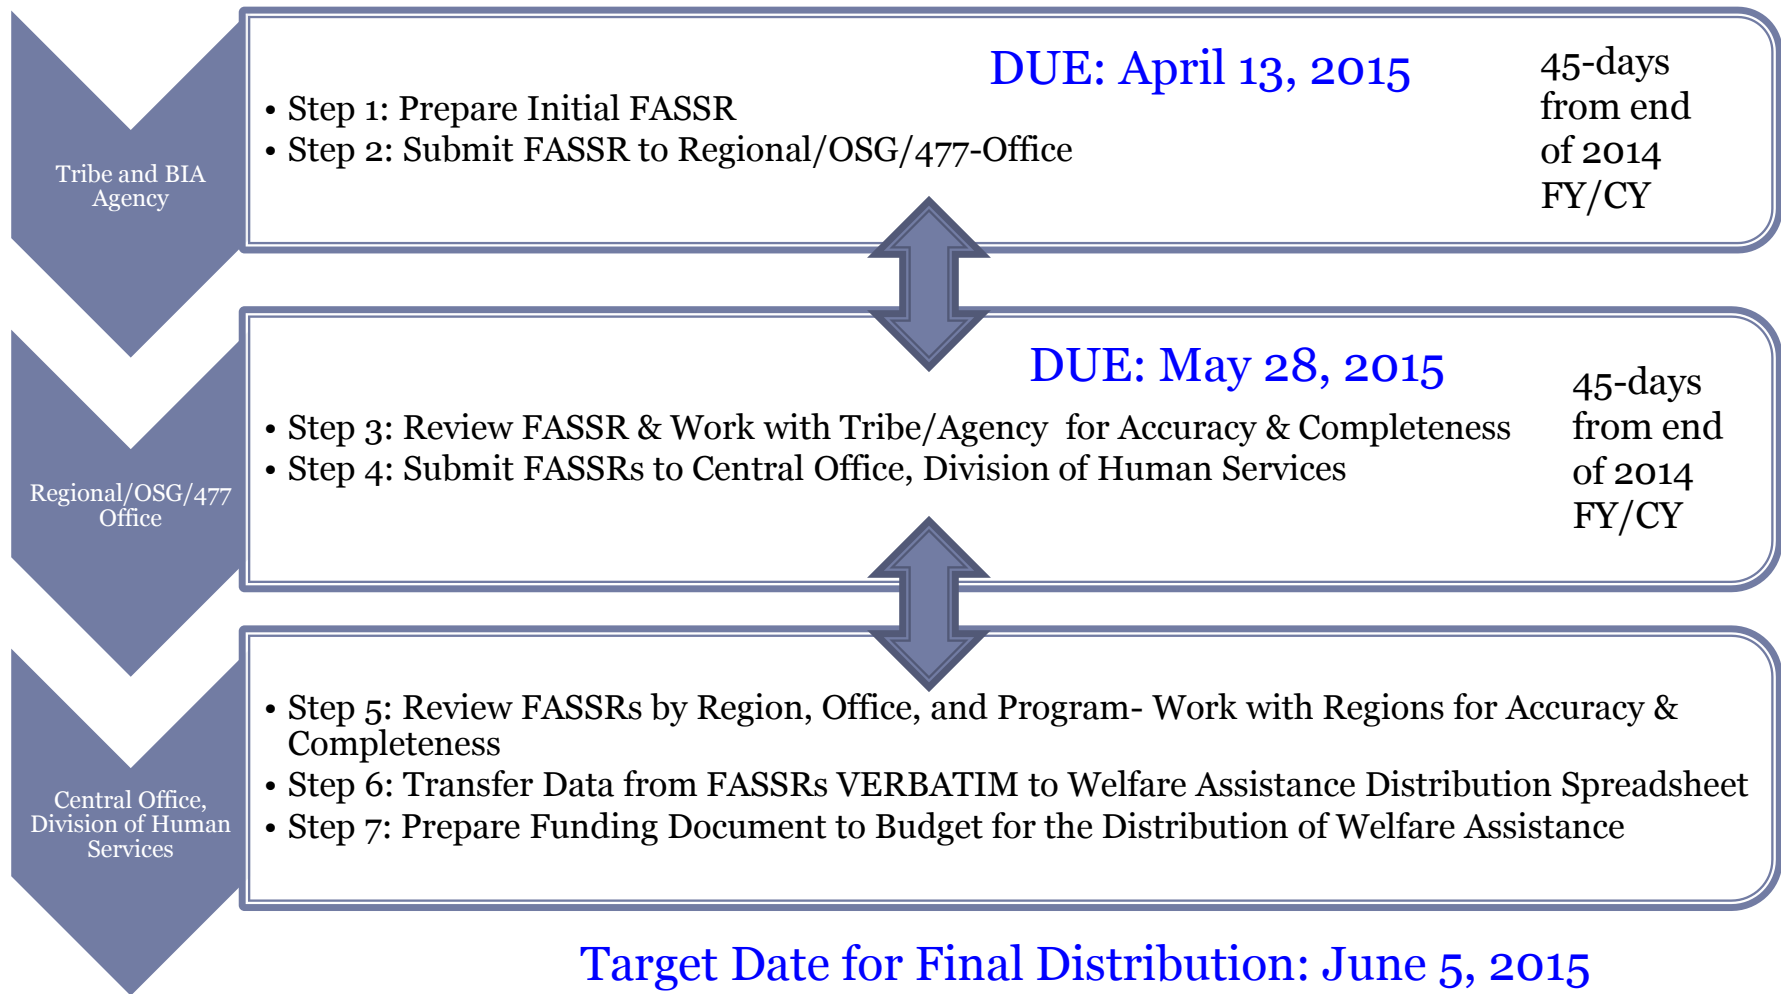 Tribe and BIA
Agency
DUE: April 13, 2015
• Step 1: Prepare Initial FASSR
• Step 2: Submit FASSR to Regional/OSG/477-Office
45-days
from end
of 2014
FY/CY
Regional/OSG/477
Office
DUE: May 28, 2015
• Step 3: Review FASSR & Work with Tribe/Agency for Accuracy & Completeness
• Step 4: Submit FASSRs to Central Office, Division of Human Services
45-days
from end
of 2014
FY/CY
Central Office,
Division of Human
Services
• Step 5: Review FASSRs by Region, Office, and Program- Work with Regions for Accuracy &
Completeness
• Step 6: Transfer Data from FASSRs VERBATIM to Welfare Assistance Distribution Spreadsheet
• Step 7: Prepare Funding Document to Budget for the Distribution of Welfare Assistance
Target Date for Final Distribution: June 5, 2015